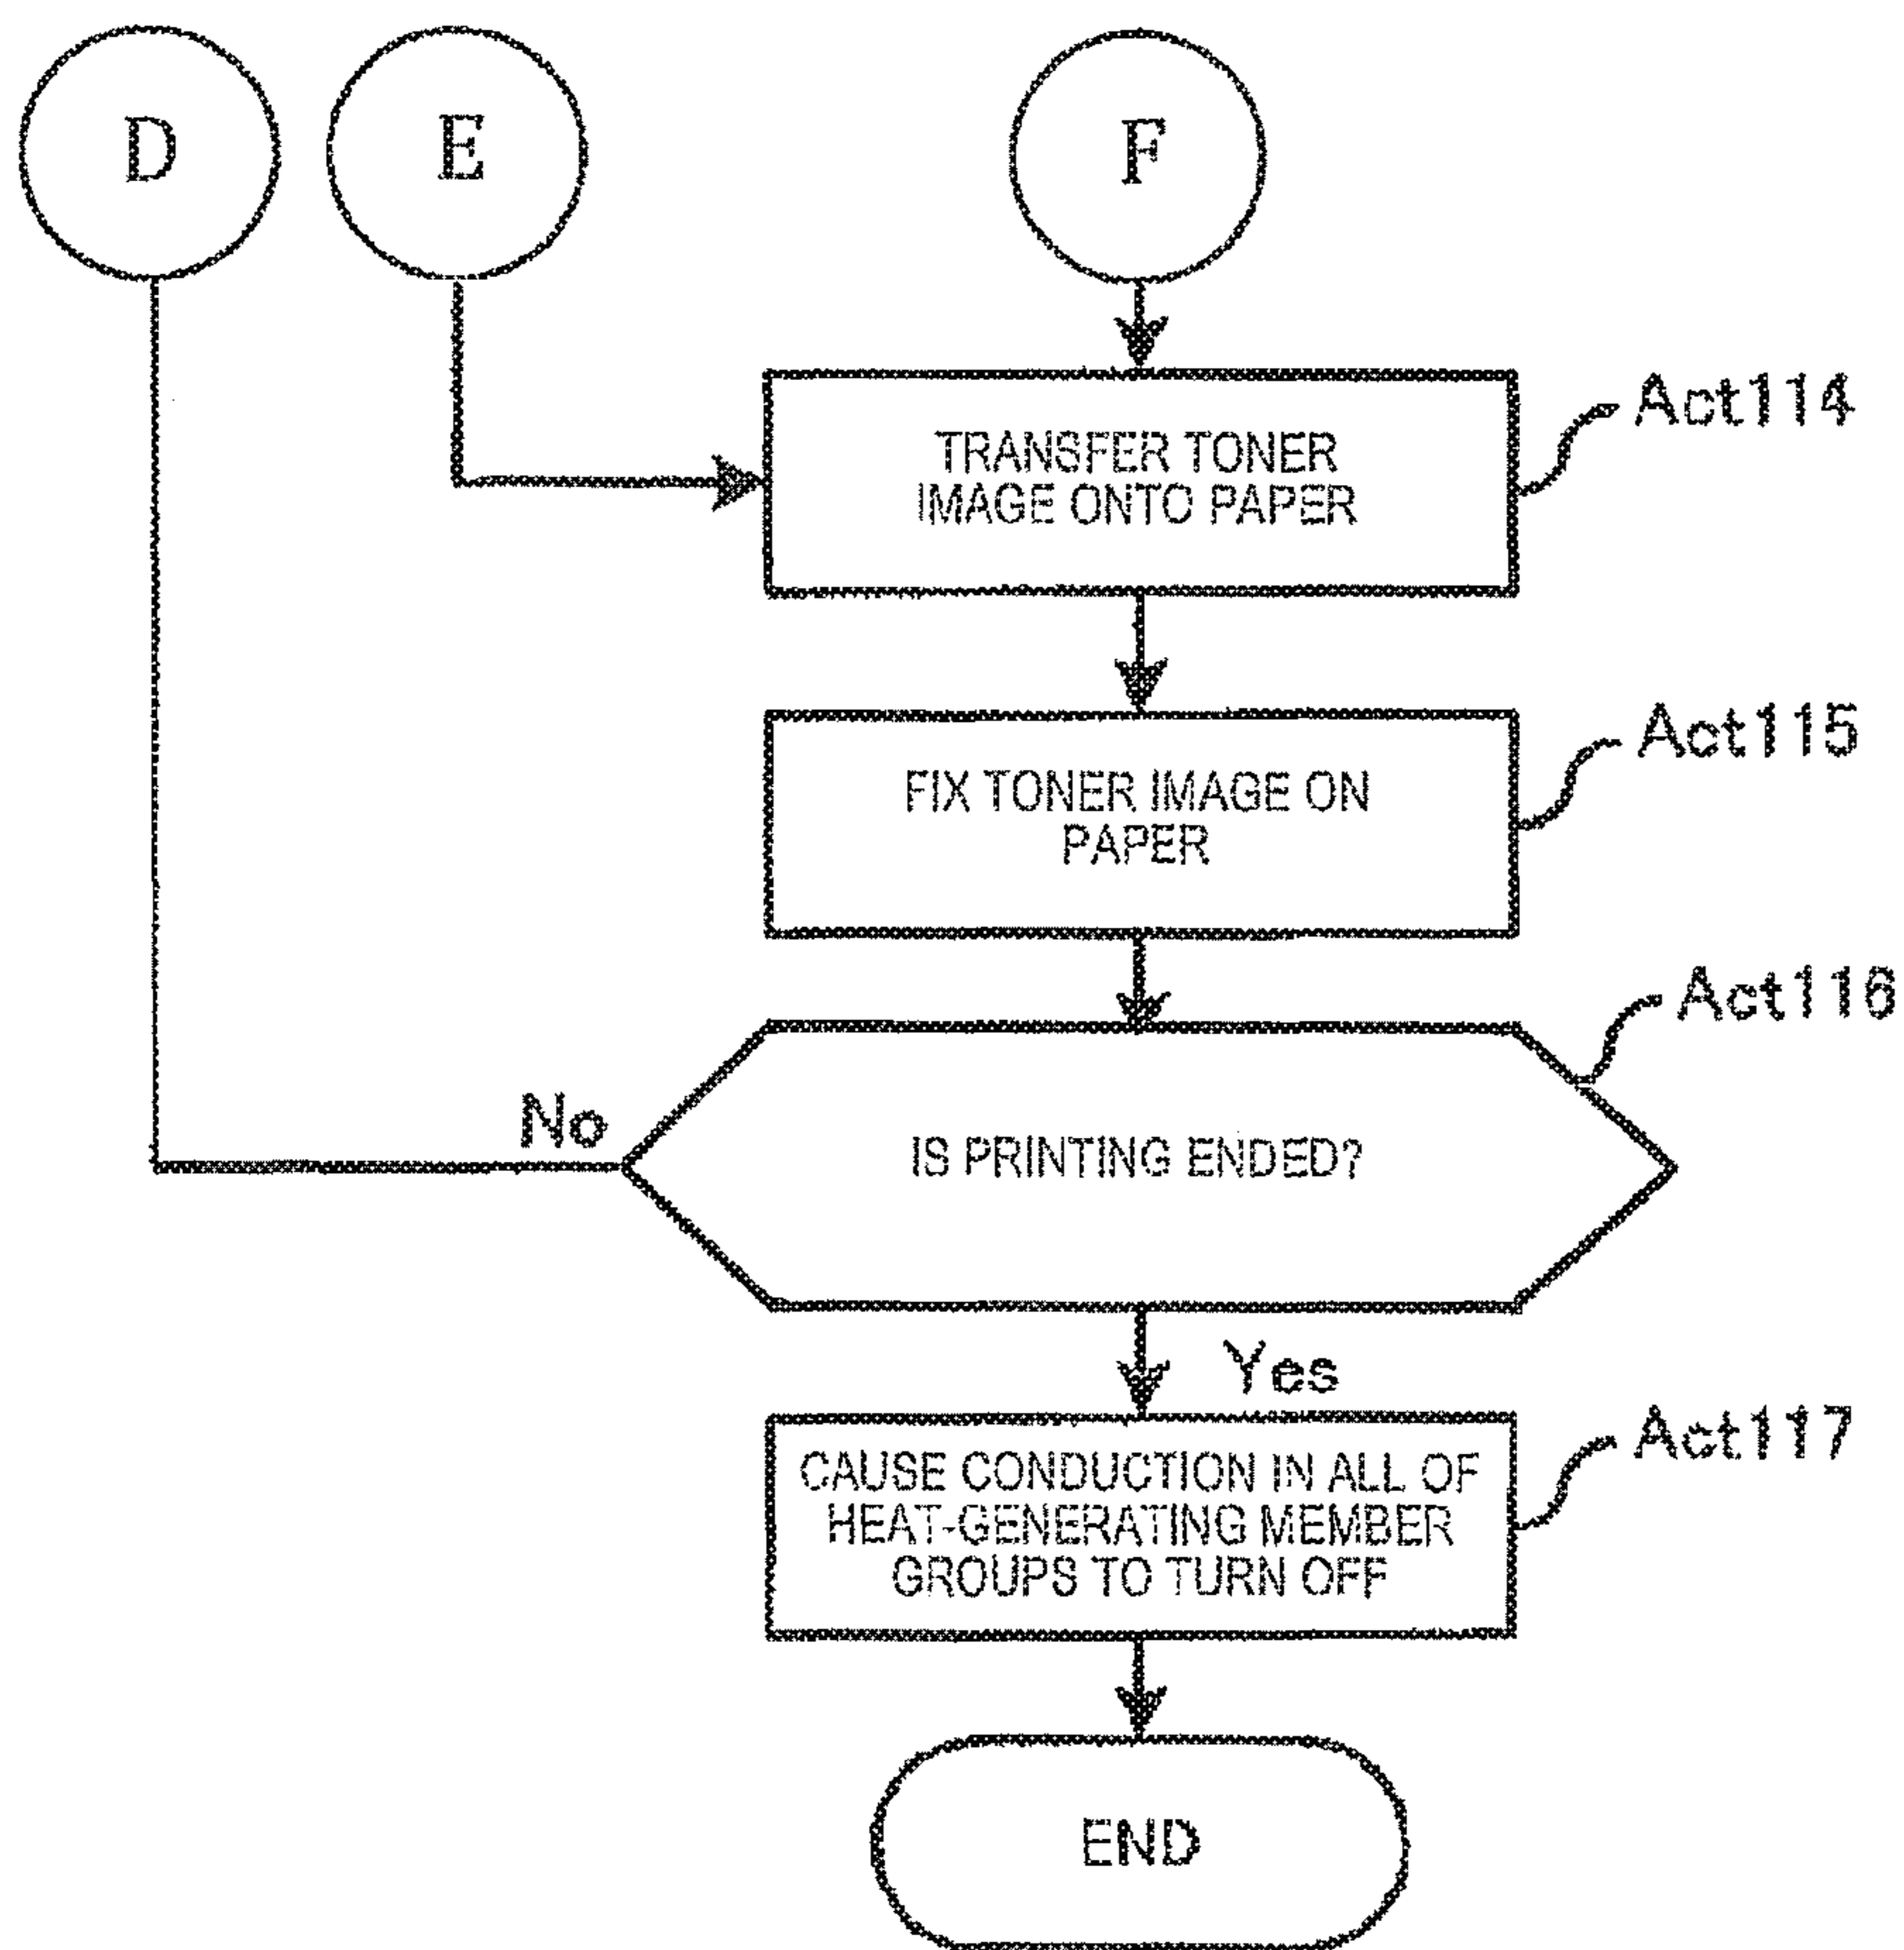 D
E
F
Act114
TRANSFER TONER
IMAGE ONTO PAPER
Act115
FIX TONER IMAGE ON
PAPER
Act116
No
IS PRINTING ENDED?
Yes
Act117
CAUSE CONDUCTION IN ALL OF
HEAT-GENERATING MEMBER
GROUPS TO TURN OFF
END